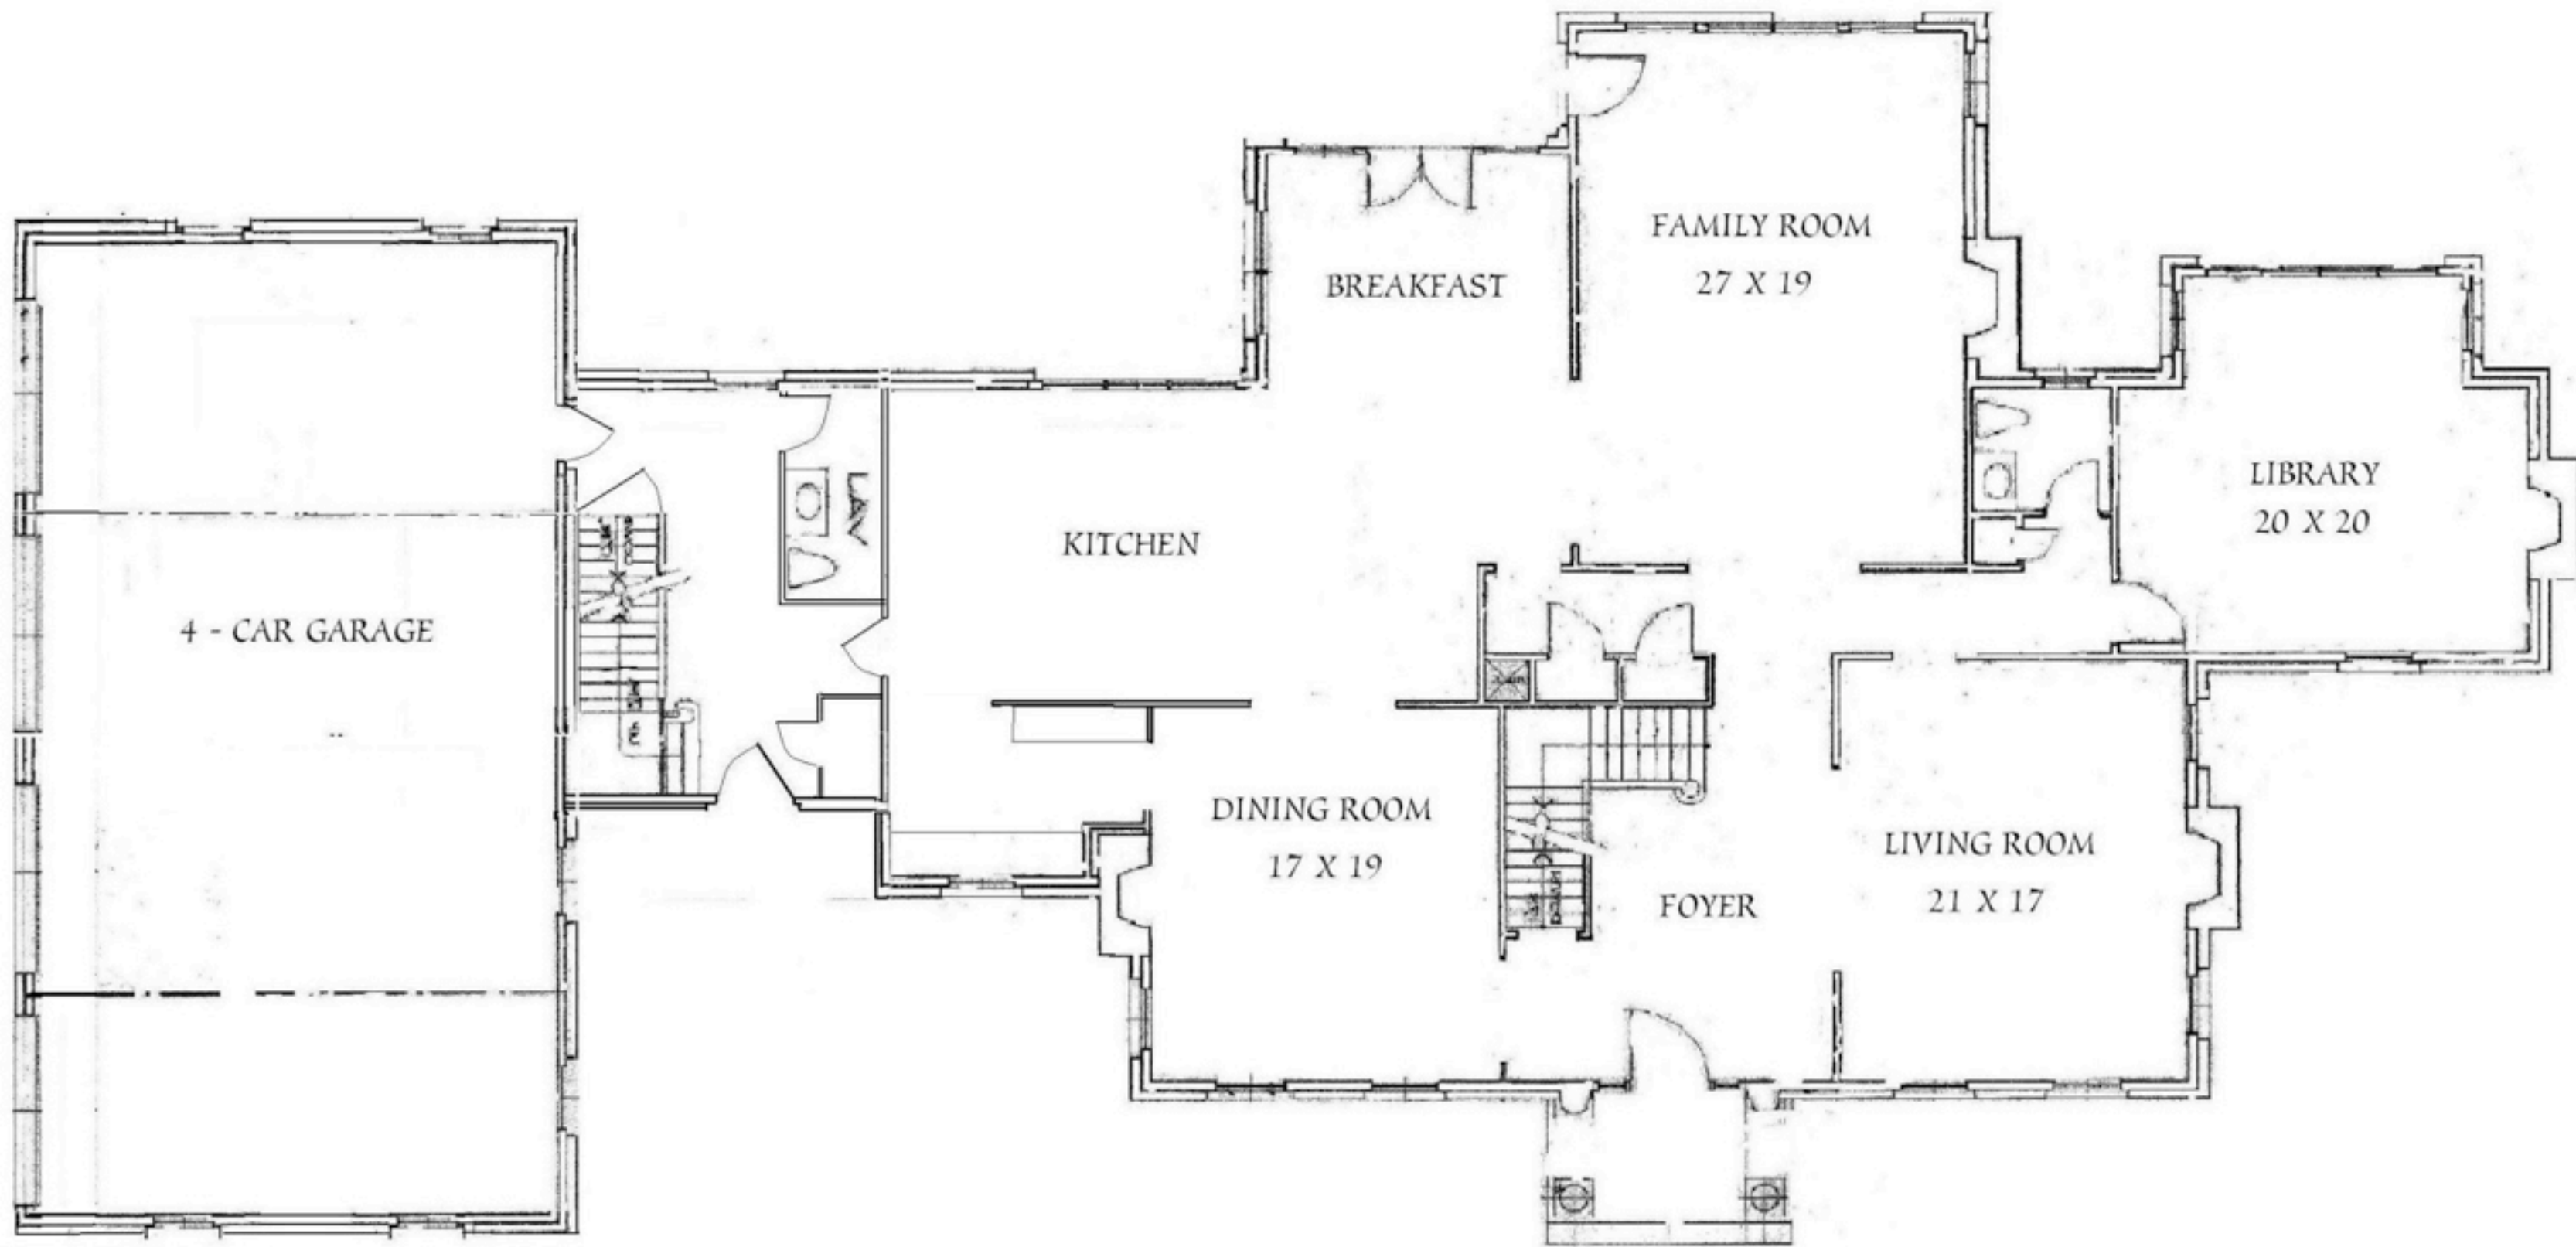 FAMILY ROOM
27 X 19
BREAKFAST
LIBRARY
20 X 20
LAV
KITCHEN
4 - CAR GARAGE
DINING ROOM
17 X 19
LIVING ROOM
21 X 17
FOYER